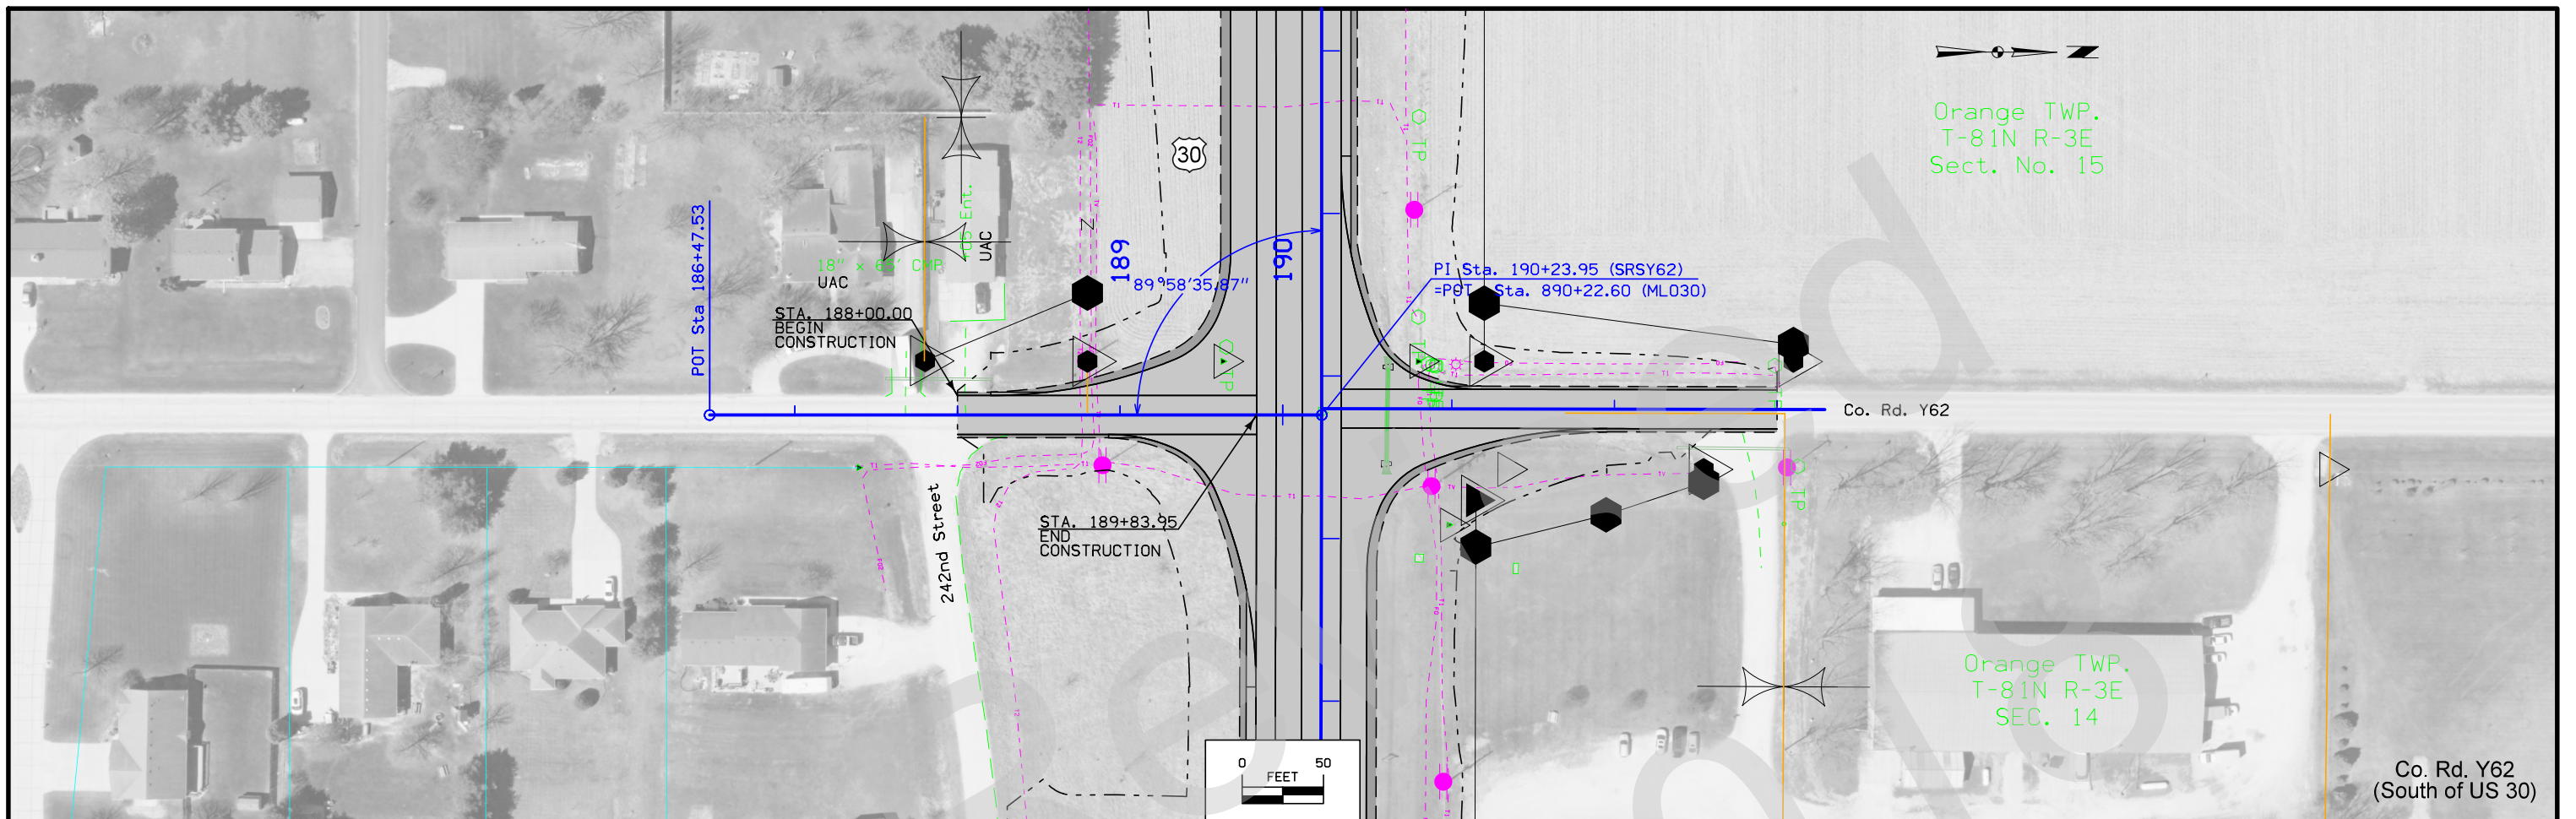 Orange TWP.
T-81N R-3E
Sect. No. 15
30
TP
105 Ent.
UAC
18" x 65' CMP
UAC
189
190
89°58'35.87"
POT Sta 186+47.53
PI Sta. 190+23.95 (SRSY62)
=POT Sta. 890+22.60 (ML030)
STA. 188+00.00
BEGIN
CONSTRUCTION
TP
Co. Rd. Y62
TP
242nd Street
STA. 189+83.95
END
CONSTRUCTION
Orange TWP.
T-81N R-3E
SEC. 14
0 50
FEET
Co. Rd. Y62
(South of US 30)